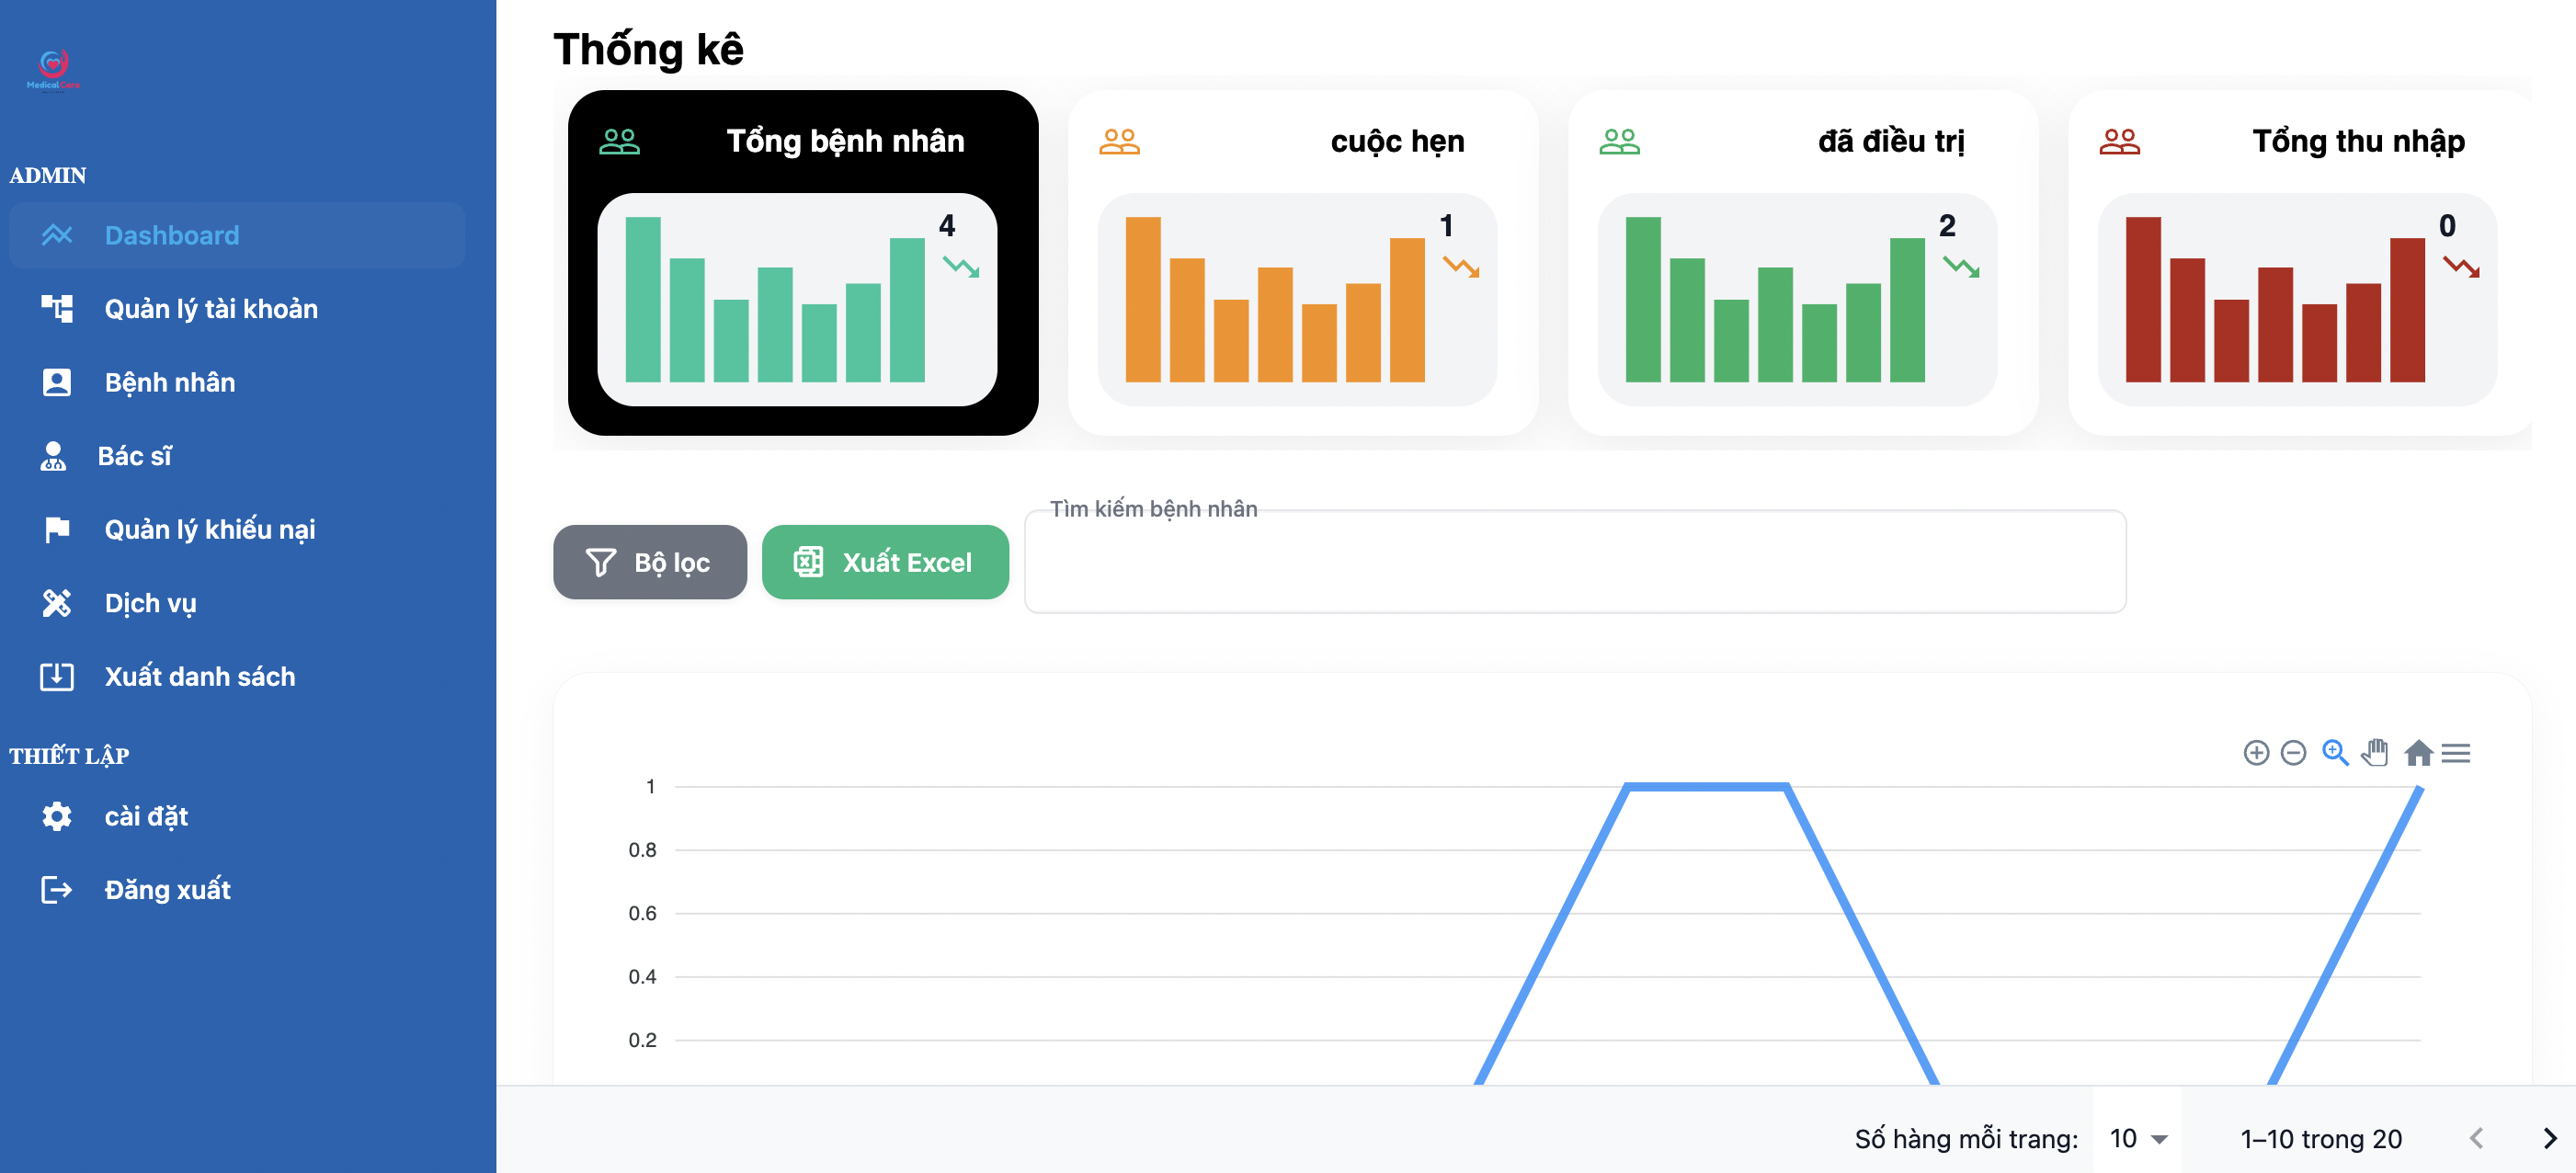 Medical Care
ADMIN
Dashboard
Quản lý tài khoản
Bệnh nhân
Bác sĩ
Quản lý khiếu nại
Dịch vụ
Xuất danh sách
THIẾT LẬP
cài đặt
Đăng xuất
Thống kê
Tổng bệnh nhân
4
cuộc hẹn
1
đã điều trị
2
Tổng thu nhập
0
Bộ lọc
Xuất Excel
Tìm kiếm bệnh nhân
1
0.8
0.6
0.4
0.2
Số hàng mỗi trang: 10 1–10 trong 20